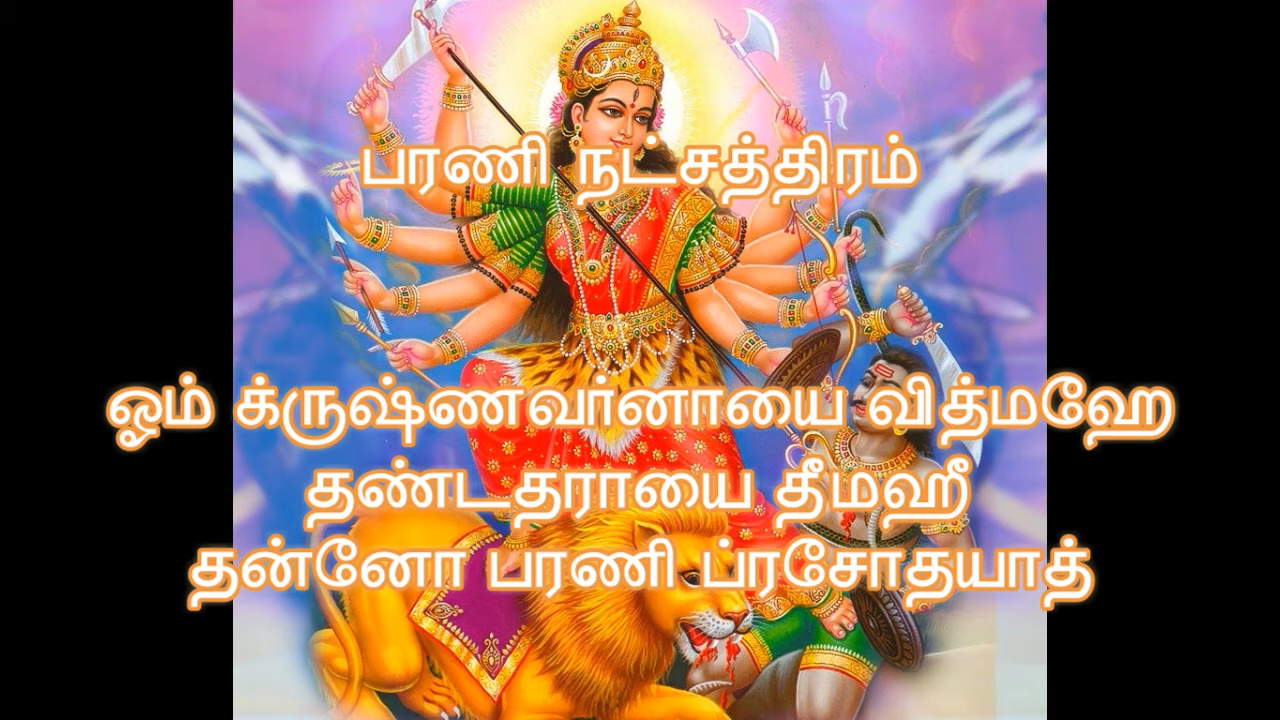 பரணி நட்சத்திரம்
ஓம் க்ருஷ்ணவர்னாயை வித்மஹே
தண்டதராயை தீமஹீ
தன்னோ பரணி ப்ரசோதயாத்